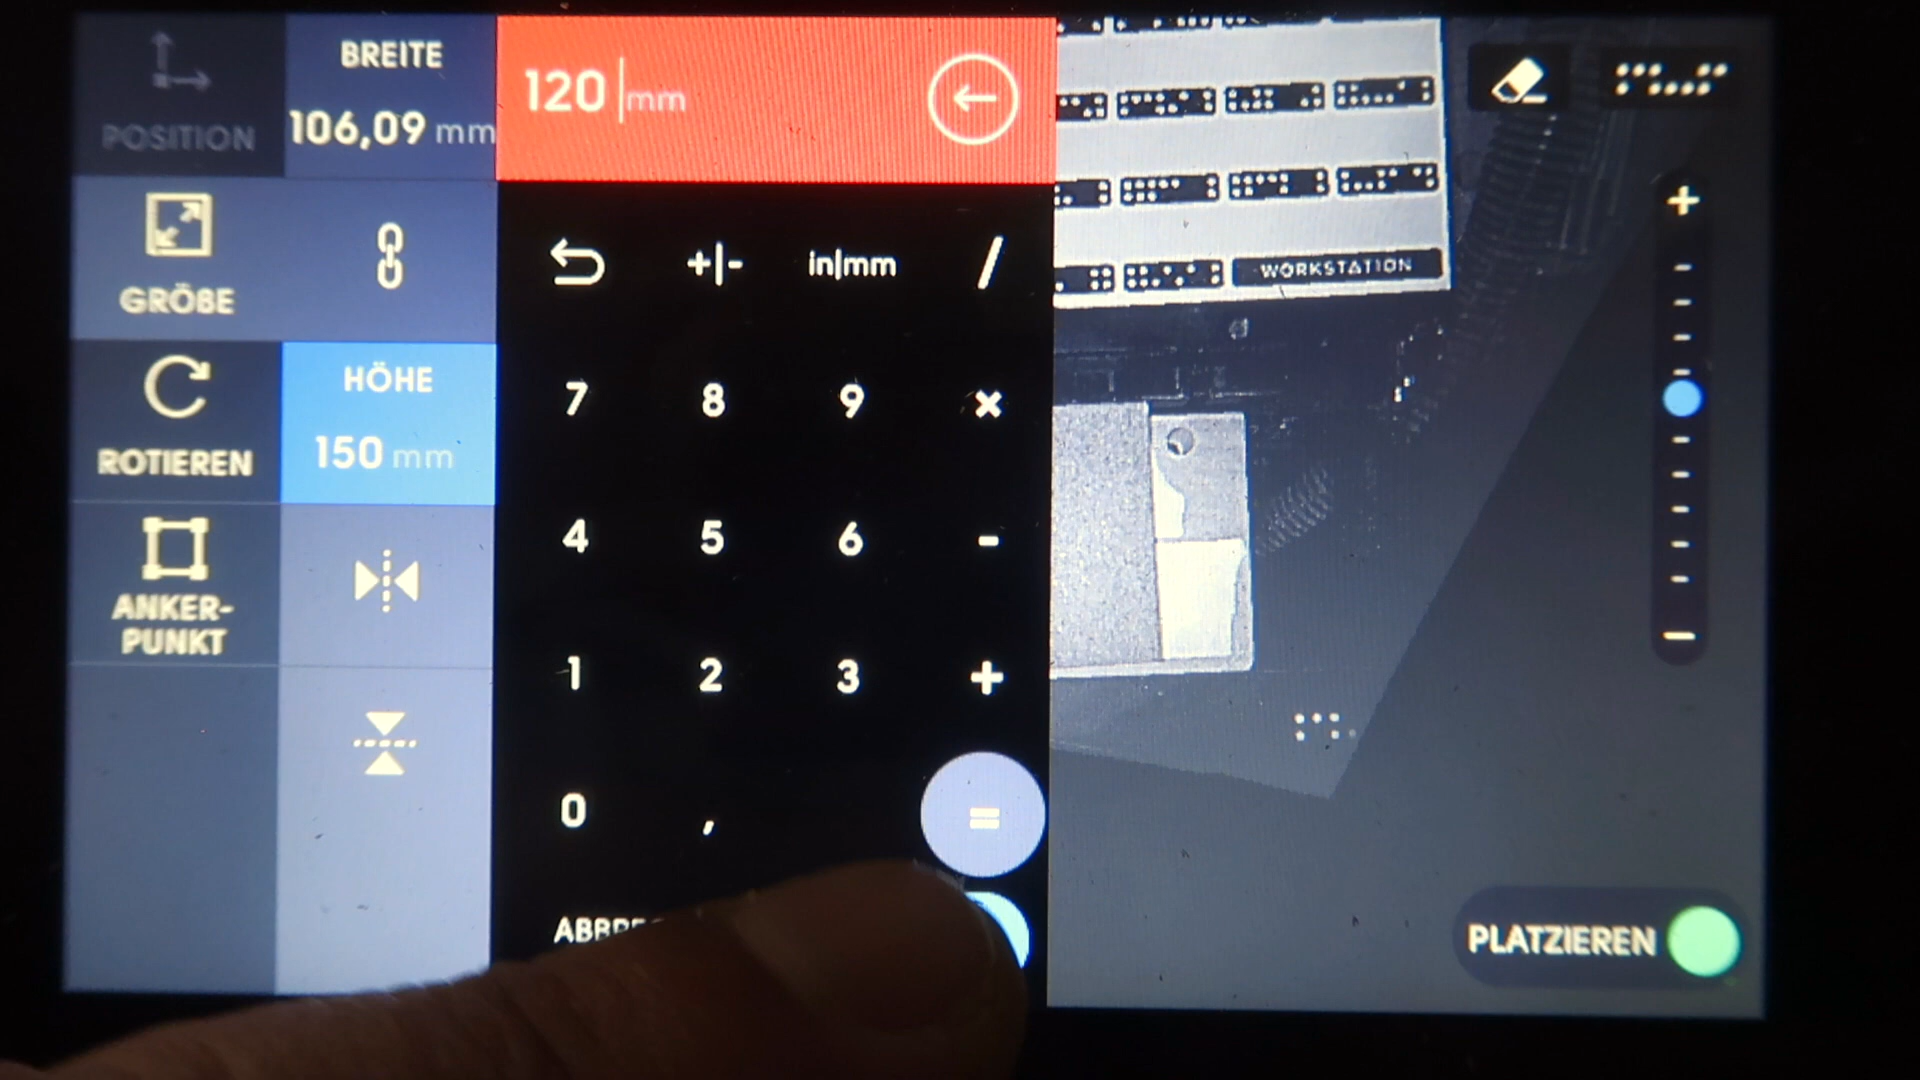 POSITION
BREITE
106,09 mm
120 mm
GRÖßE
+|- in|mm /
HÖHE
150 mm
ROTIEREN
ANKER-
PUNKT
7 8 9 ×
4 5 6 -
1 2 3 +
0 , =
WORKSTATION
+
-
PLATZIEREN